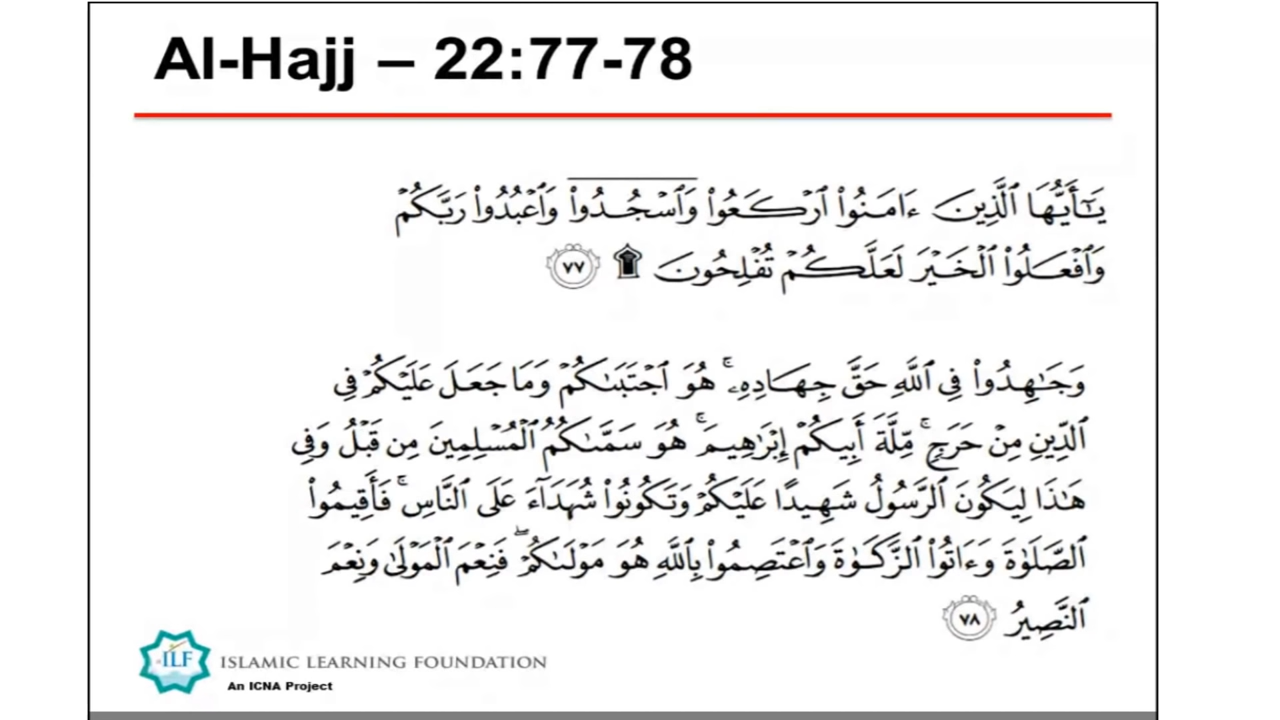 Al-Hajj – 22:77-78
يَٰٓأَيُّهَا ٱلَّذِينَ ءَامَنُوا۟ ٱرْكَعُوا۟ وَٱسْجُدُوا۟ وَٱعْبُدُوا۟ رَبَّكُمْ
وَٱفْعَلُوا۟ ٱلْخَيْرَ لَعَلَّكُمْ تُفْلِحُونَ ۩ ٧٧
وَجَٰهِدُوا۟ فِى ٱللَّهِ حَقَّ جِهَادِهِۦ ۚ هُوَ ٱجْتَبَىٰكُمْ وَمَا جَعَلَ عَلَيْكُمْ فِى
ٱلدِّينِ مِنْ حَرَجٍ ۚ مِّلَّةَ أَبِيكُمْ إِبْرَٰهِيمَ ۚ هُوَ سَمَّىٰكُمُ ٱلْمُسْلِمِينَ مِن قَبْلُ وَفِى
هَٰذَا لِيَكُونَ ٱلرَّسُولُ شَهِيدًا عَلَيْكُمْ وَتَكُونُوا۟ شُهَدَآءَ عَلَى ٱلنَّاسِ ۚ فَأَقِيمُوا۟
ٱلصَّلَوٰةَ وَءَاتُوا۟ ٱلزَّكَوٰةَ وَٱعْتَصِمُوا۟ بِٱللَّهِ هُوَ مَوْلَىٰكُمْ ۖ فَنِعْمَ ٱلْمَوْلَىٰ وَنِعْمَ
ٱلنَّصِيرُ ٧٨
ILF ISLAMIC LEARNING FOUNDATION
An ICNA Project